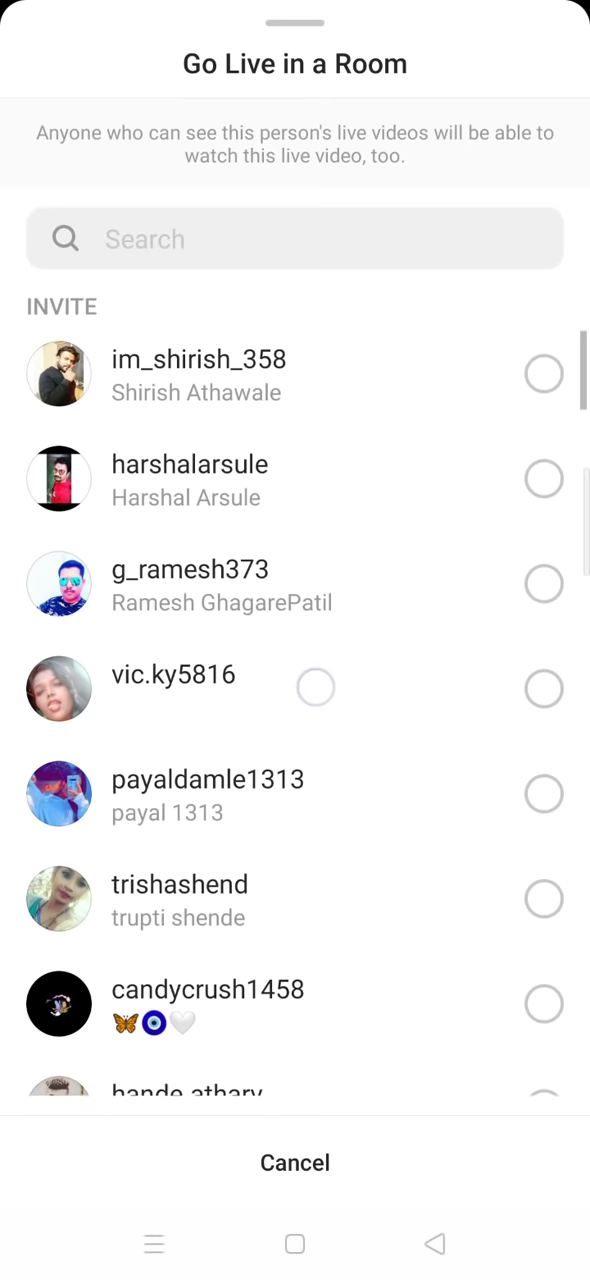 Go Live in a Room
Anyone who can see this person's live videos will be able to
watch this live video, too.
Search
INVITE
im_shirish_358
Shirish Athawale
harshalarsule
Harshal Arsule
g_ramesh373
Ramesh GhagarePatil
vic.ky5816
payaldamle1313
payal 1313
trishashend
trupti shende
candycrush1458
🦋🧿🤍
Cancel